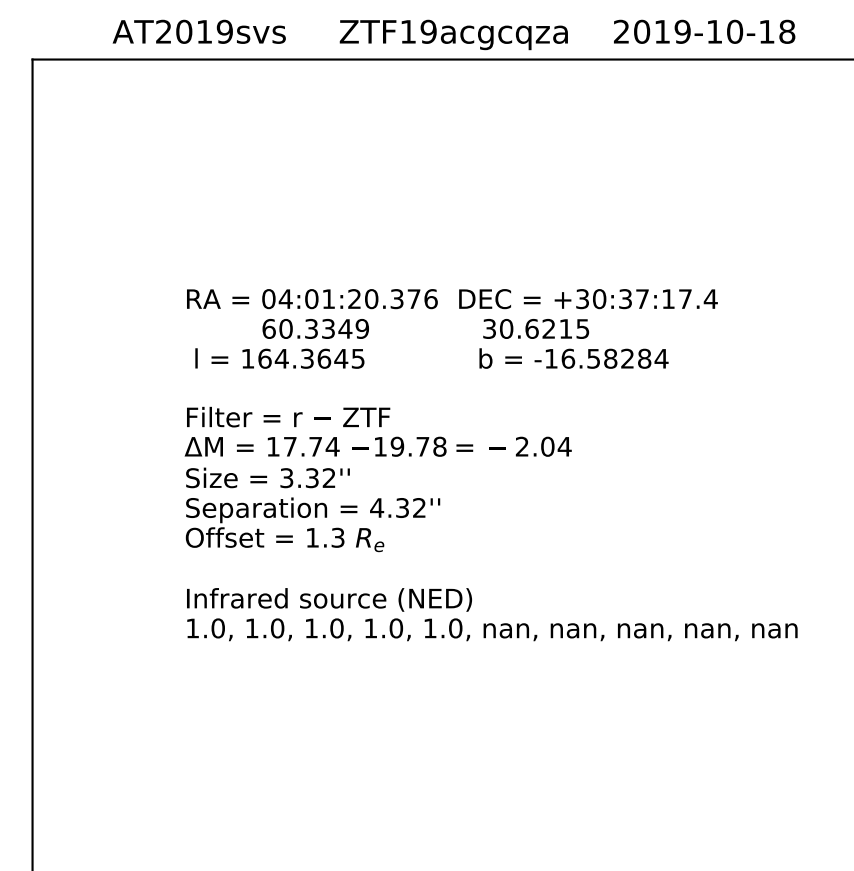 AT2019svs ZTF19acgcqza 2019-10-18
RA = 04:01:20.376 DEC = +30:37:17.4
60.3349 30.6215
l = 164.3645 b = -16.58284
Filter = r − ZTF
ΔM = 17.74 −19.78 = − 2.04
Size = 3.32''
Separation = 4.32''
Offset = 1.3 Re
Infrared source (NED)
1.0, 1.0, 1.0, 1.0, 1.0, nan, nan, nan, nan, nan